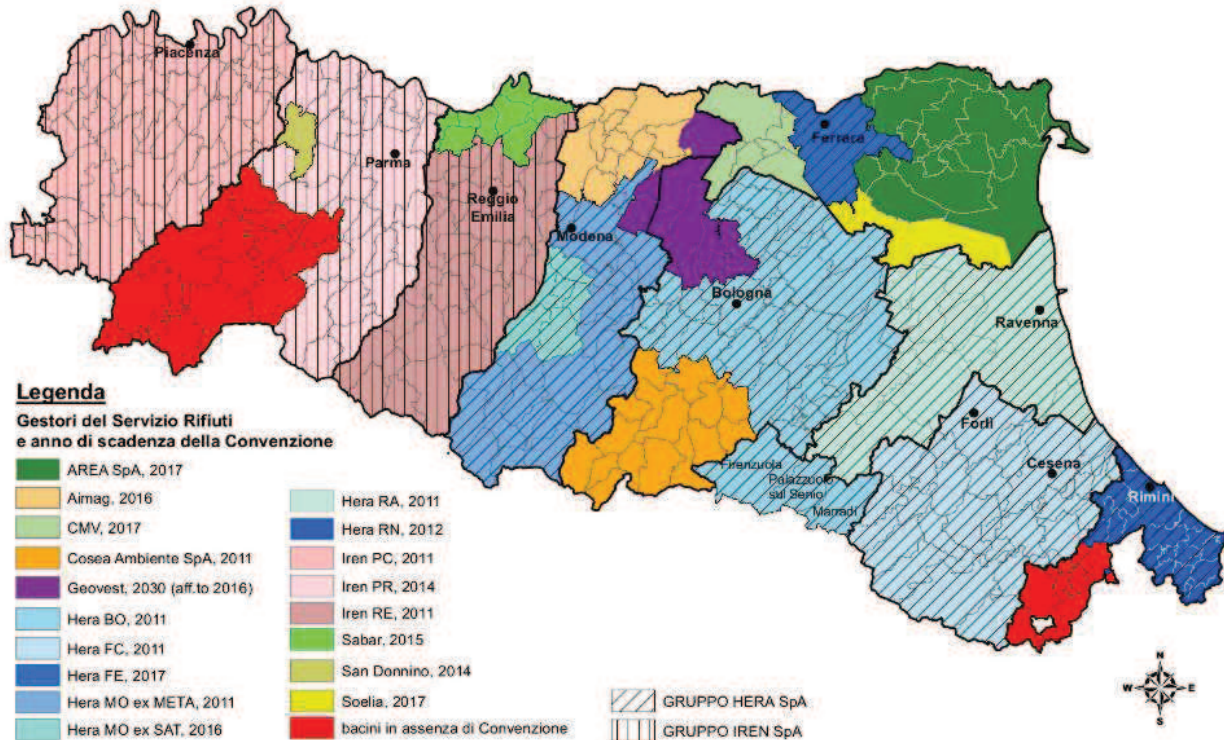 Piacenza
Parma
Reggio
Emilia
Modena
Ferrara
Bologna
Ravenna
Forlì
Cesena
Rimini
Firenzuola
Palazzuolo
sul Senio
Marradi
Legenda
Gestori del Servizio Rifiuti
e anno di scadenza della Convenzione
AREA SpA, 2017
Aimag, 2016
CMV, 2017
Cosea Ambiente SpA, 2011
Geovest, 2030 (aff.to 2016)
Hera BO, 2011
Hera FC, 2011
Hera FE, 2017
Hera MO ex META, 2011
Hera MO ex SAT, 2016
Hera RA, 2011
Hera RN, 2012
Iren PC, 2011
Iren PR, 2014
Iren RE, 2011
Sabar, 2015
San Donnino, 2014
Soelia, 2017
bacini in assenza di Convenzione
GRUPPO HERA SpA
GRUPPO IREN SpA
N
W E
S